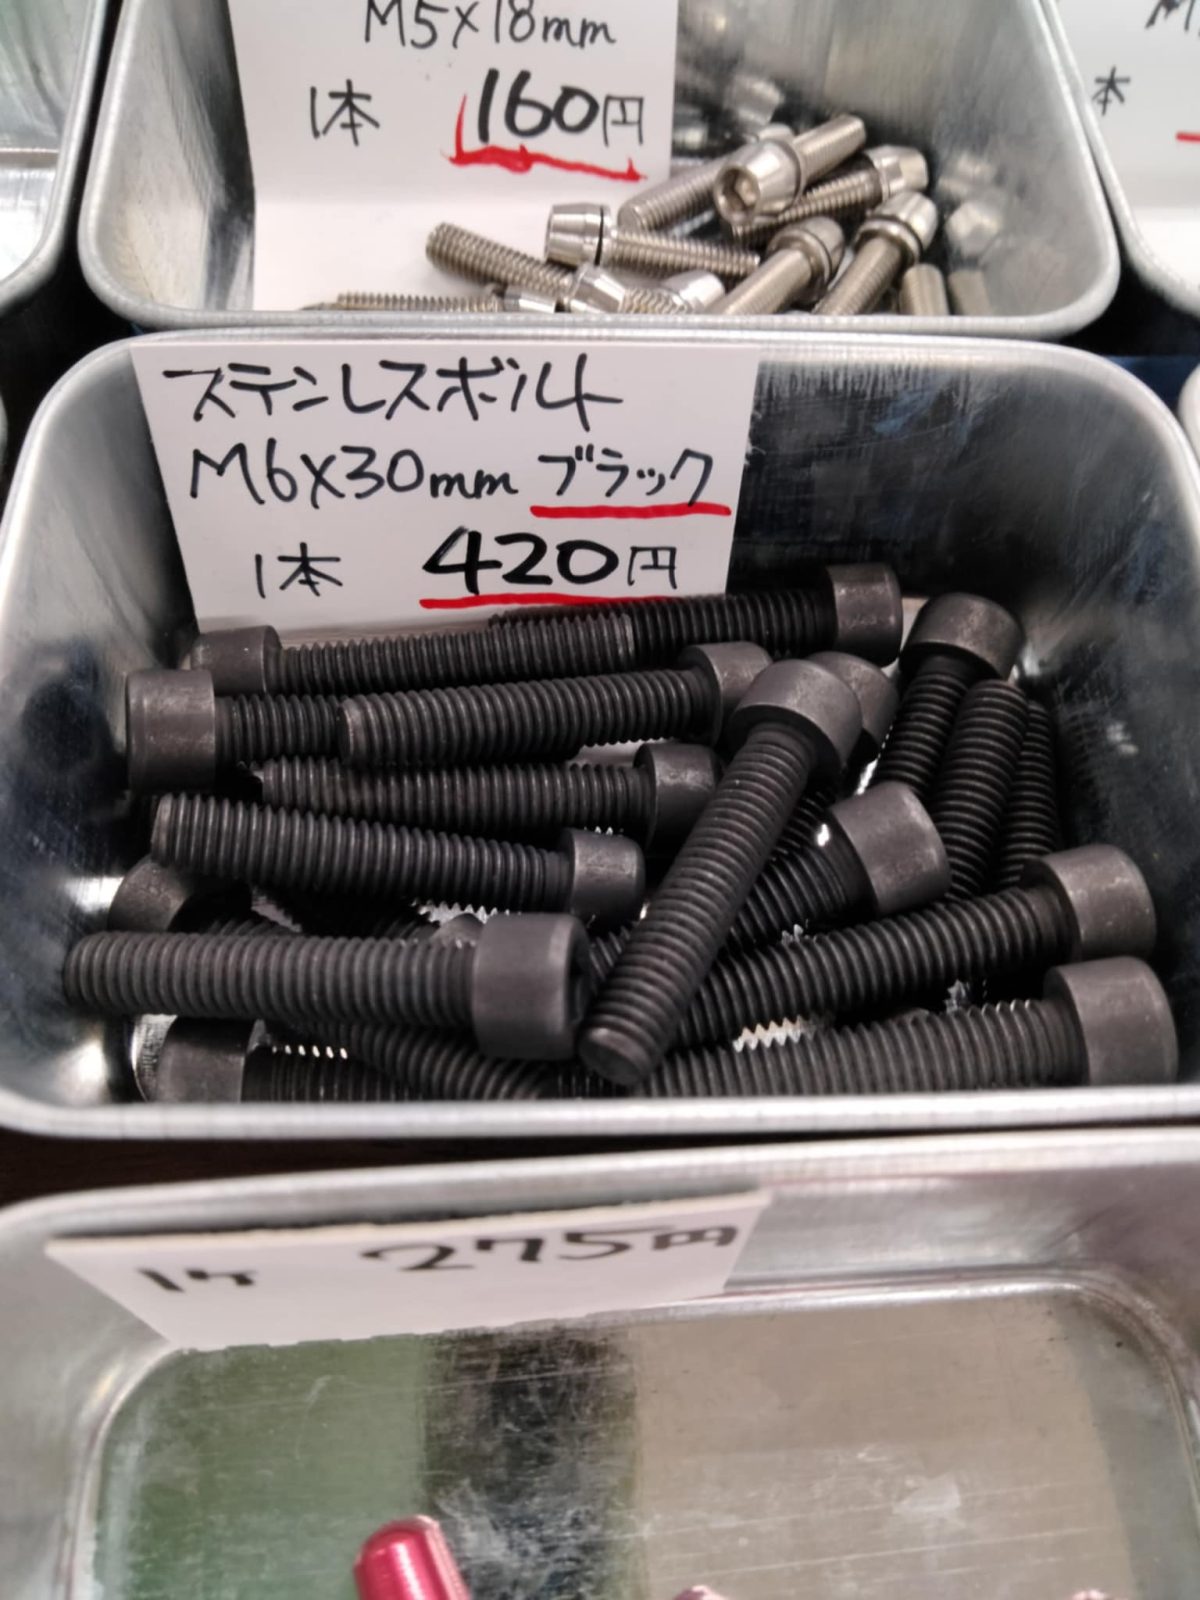 M5×18mm
1本 160円
本
ステンレスボルト
M6×30mm ブラック
1本 420円
1ケ 275円